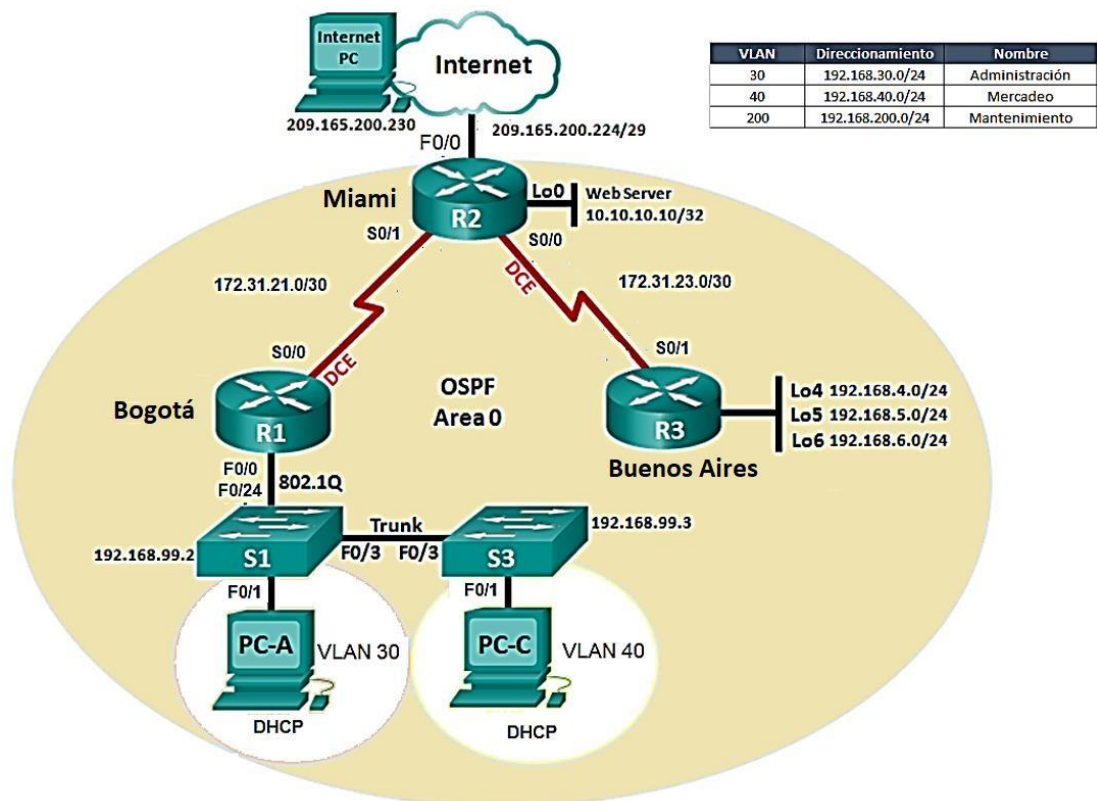 Internet
PC
Internet
209.165.200.230
209.165.200.224/29
F0/0
VLAN Direccionamiento Nombre
30 192.168.30.0/24 Administración
40 192.168.40.0/24 Mercadeo
200 192.168.200.0/24 Mantenimiento
Miami
R2
Lo0
Web Server
10.10.10.10/32
S0/1
S0/0
DCE
172.31.21.0/30
172.31.23.0/30
S0/0
DCE
S0/1
Bogotá
R1
OSPF
Area 0
R3
Buenos Aires
Lo4 192.168.4.0/24
Lo5 192.168.5.0/24
Lo6 192.168.6.0/24
F0/0
F0/24
802.1Q
192.168.99.2
S1
Trunk
F0/3 F0/3
S3
192.168.99.3
F0/1
F0/1
PC-A
VLAN 30
DHCP
PC-C
VLAN 40
DHCP